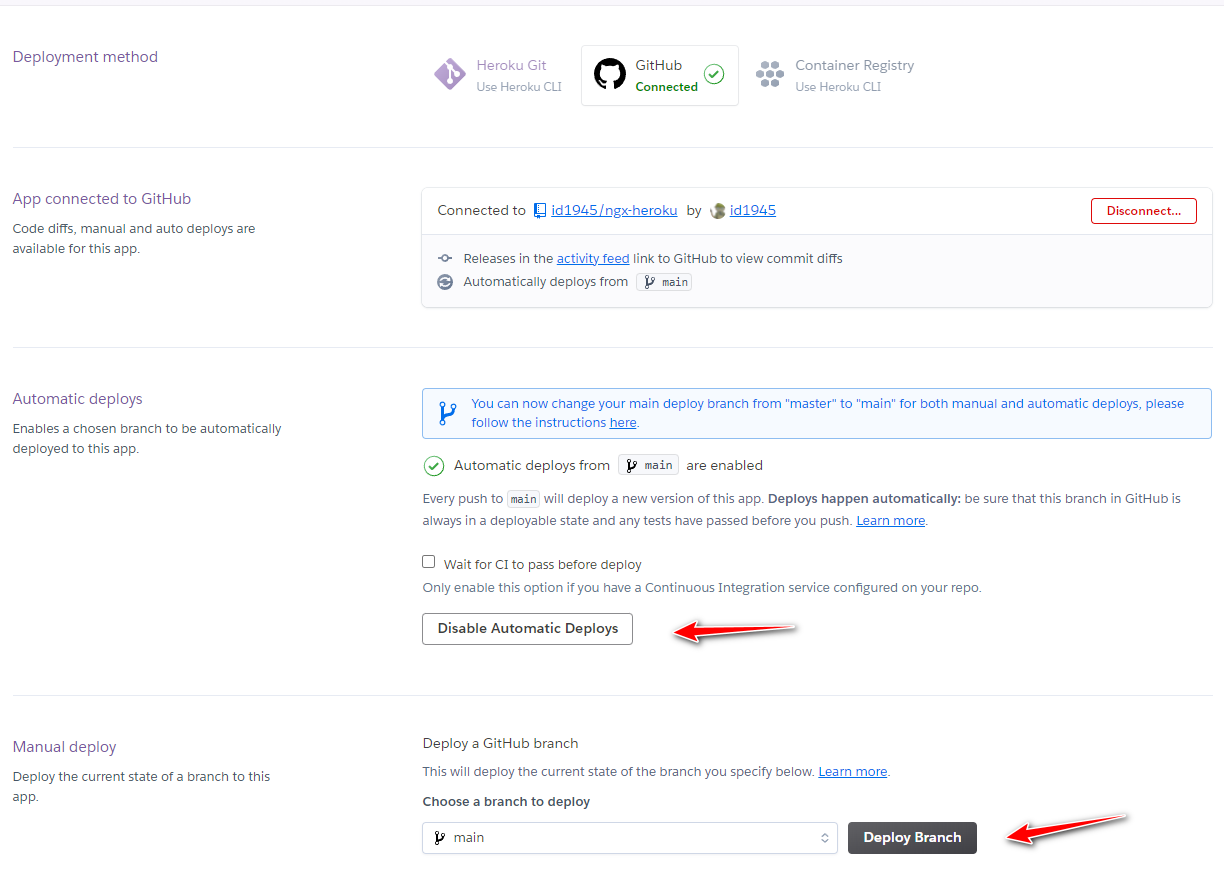 Deployment method
Heroku Git
Use Heroku CLI
GitHub
Connected
Container Registry
Use Heroku CLI
App connected to GitHub
Code diffs, manual and auto deploys are
available for this app.
Connected to id1945/ngx-heroku by id1945
Disconnect...
Releases in the activity feed link to GitHub to view commit diffs
Automatically deploys from main
Automatic deploys
Enables a chosen branch to be automatically
deployed to this app.
You can now change your main deploy branch from "master" to "main" for both manual and automatic deploys, please
follow the instructions here.
Automatic deploys from main are enabled
Every push to main will deploy a new version of this app. Deploys happen automatically: be sure that this branch in GitHub is
always in a deployable state and any tests have passed before you push. Learn more.
Wait for CI to pass before deploy
Only enable this option if you have a Continuous Integration service configured on your repo.
Disable Automatic Deploys
Manual deploy
Deploy the current state of a branch to this
app.
Deploy a GitHub branch
This will deploy the current state of the branch you specify below. Learn more.
Choose a branch to deploy
main
Deploy Branch